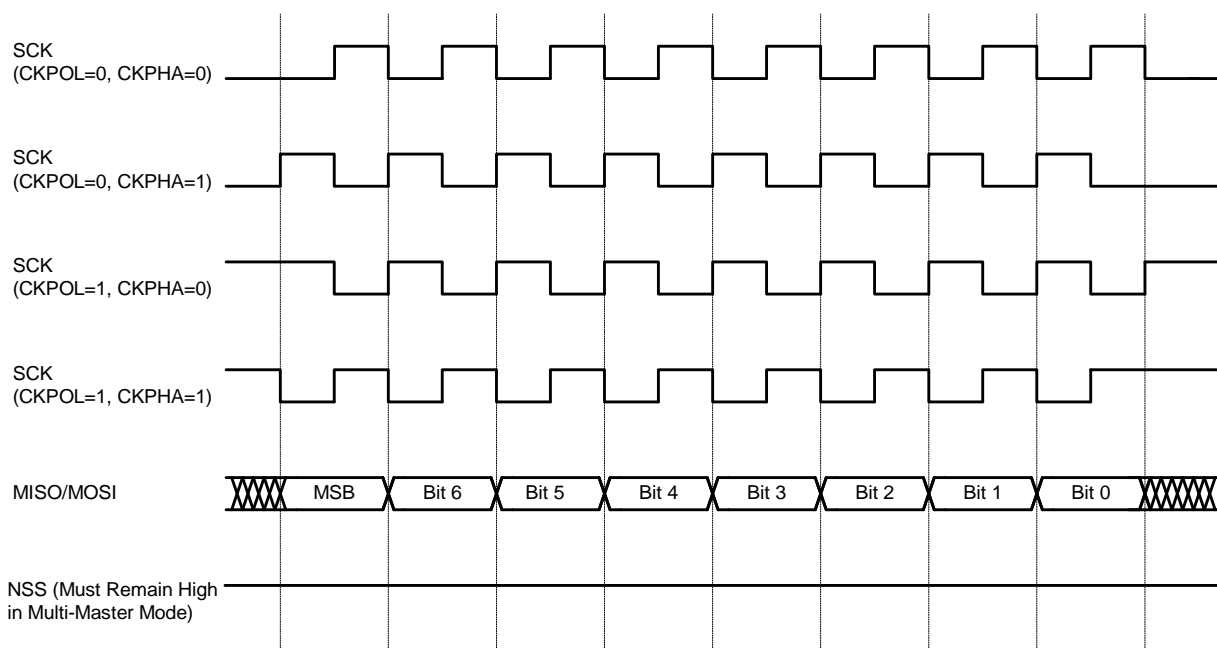 SCK
(CKPOL=0, CKPHA=0)
SCK
(CKPOL=0, CKPHA=1)
SCK
(CKPOL=1, CKPHA=0)
SCK
(CKPOL=1, CKPHA=1)
MISO/MOSI
MSB Bit 6 Bit 5 Bit 4 Bit 3 Bit 2 Bit 1 Bit 0
NSS (Must Remain High
in Multi-Master Mode)